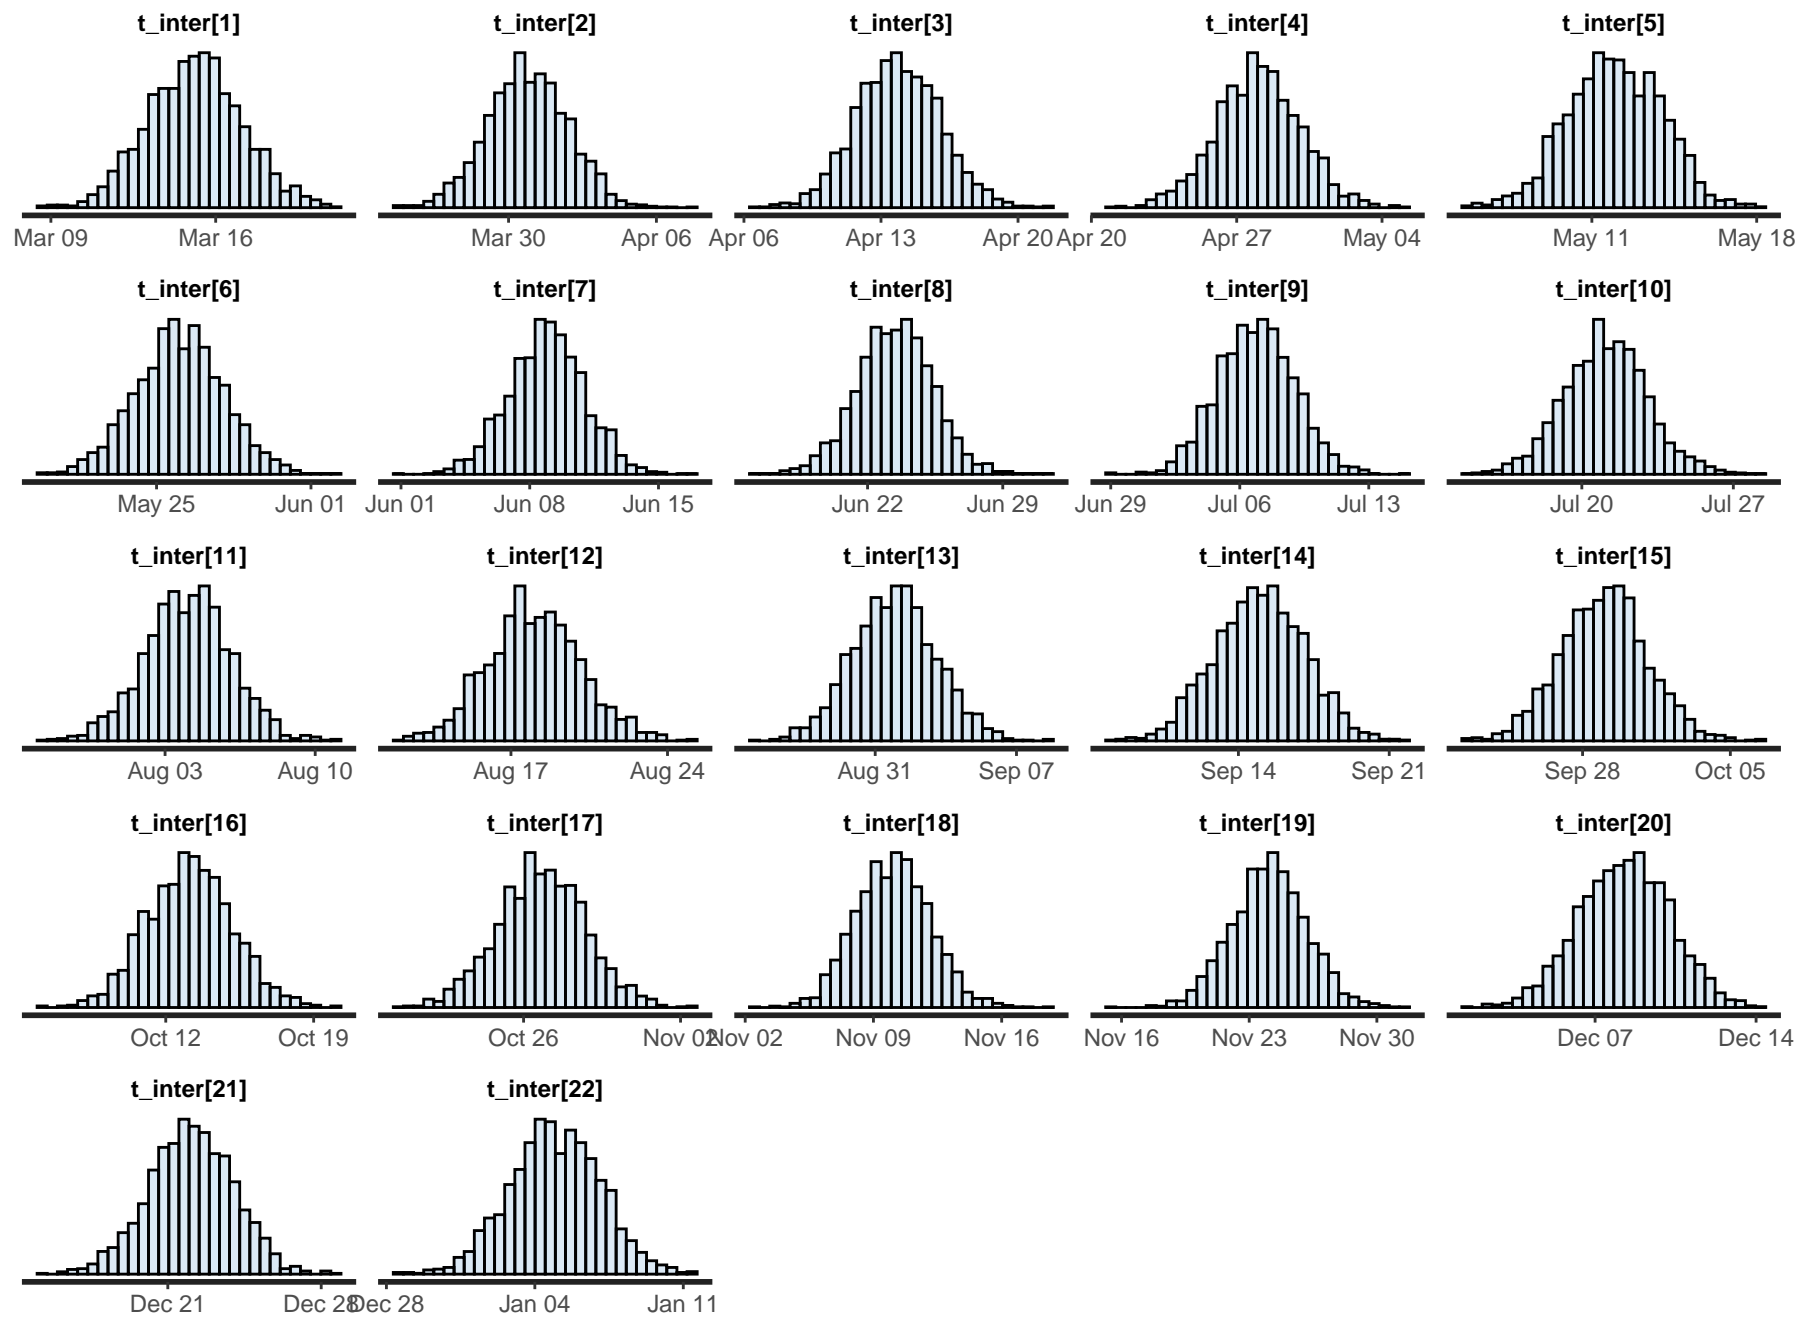 t_inter[1] t_inter[2] t_inter[3] t_inter[4] t_inter[5]
Mar 09 Mar 16 Mar 30 Apr 06 Apr 06 Apr 13 Apr 20 Apr 20 Apr 27 May 04 May 11 May 18
t_inter[6] t_inter[7] t_inter[8] t_inter[9] t_inter[10]
May 25 Jun 01 Jun 01 Jun 08 Jun 15 Jun 22 Jun 29 Jun 29 Jul 06 Jul 13 Jul 20 Jul 27
t_inter[11] t_inter[12] t_inter[13] t_inter[14] t_inter[15]
Aug 03 Aug 10 Aug 17 Aug 24 Aug 31 Sep 07 Sep 14 Sep 21 Sep 28 Oct 05
t_inter[16] t_inter[17] t_inter[18] t_inter[19] t_inter[20]
Oct 12 Oct 19 Oct 26 Nov 02 Nov 02 Nov 09 Nov 16 Nov 16 Nov 23 Nov 30 Dec 07 Dec 14
t_inter[21] t_inter[22]
Dec 21 Dec 28 Dec 28 Jan 04 Jan 11